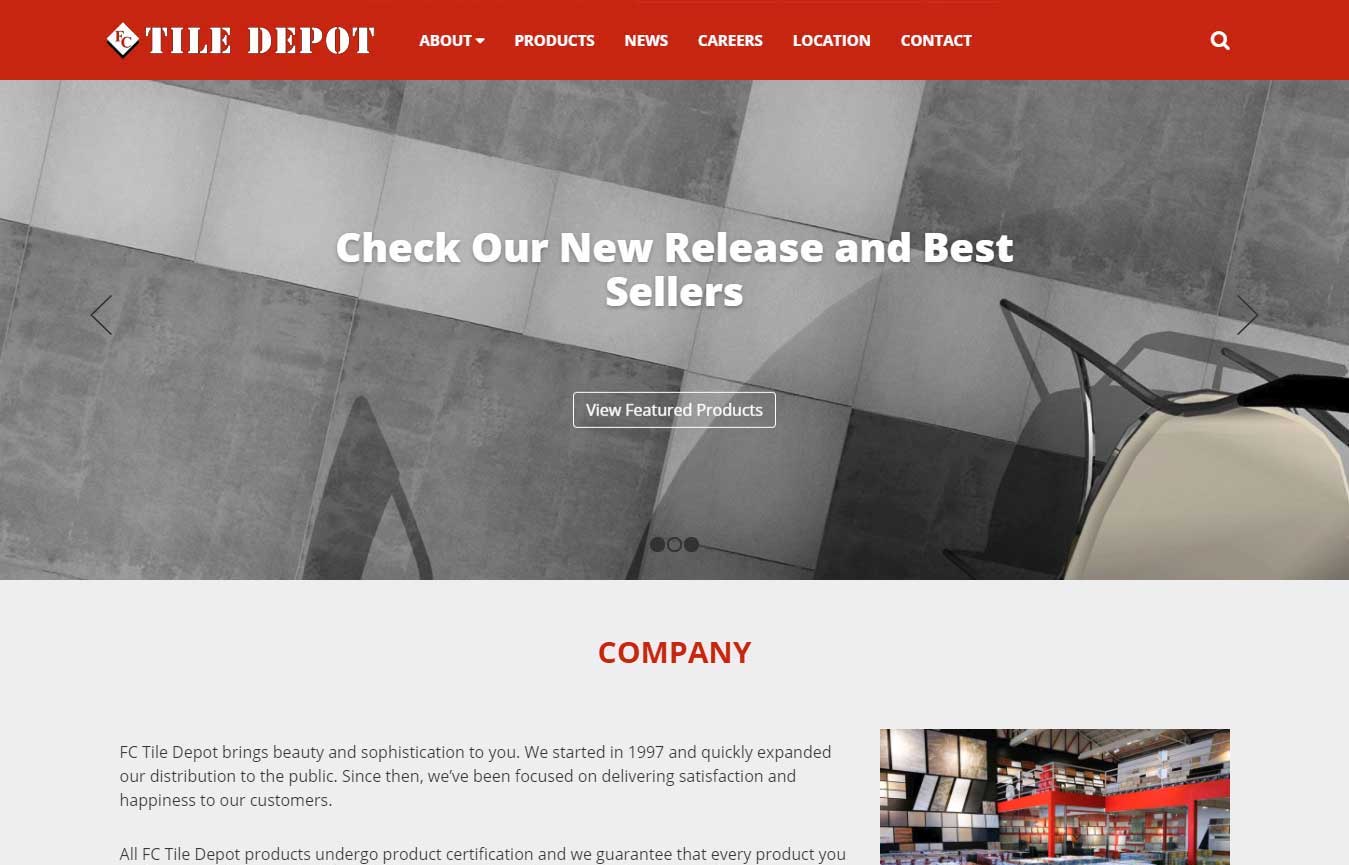 FC TILE DEPOT
ABOUT PRODUCTS NEWS CAREERS LOCATION CONTACT
Check Our New Release and Best
Sellers
View Featured Products
COMPANY
FC Tile Depot brings beauty and sophistication to you. We started in 1997 and quickly expanded
our distribution to the public. Since then, we’ve been focused on delivering satisfaction and
happiness to our customers.
All FC Tile Depot products undergo product certification and we guarantee that every product you